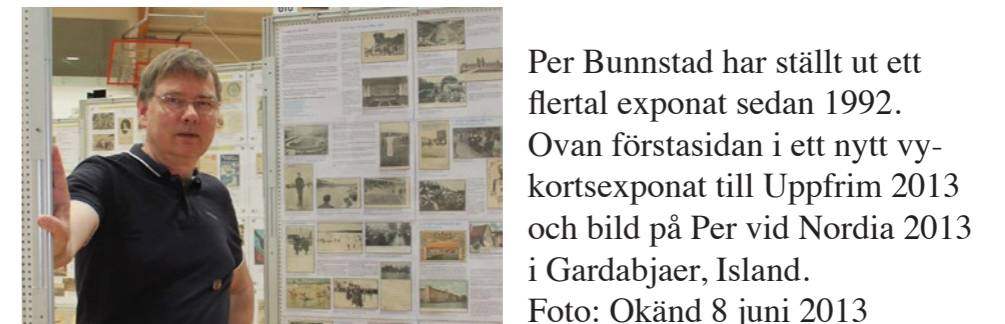 Per Bunnstad har ställt ut ett
flertal exponat sedan 1992.
Ovan förstasidan i ett nytt vy-
kortsexponat till Uppfrim 2013
och bild på Per vid Nordia 2013
i Gardabjaer, Island.
Foto: Okänd 8 juni 2013